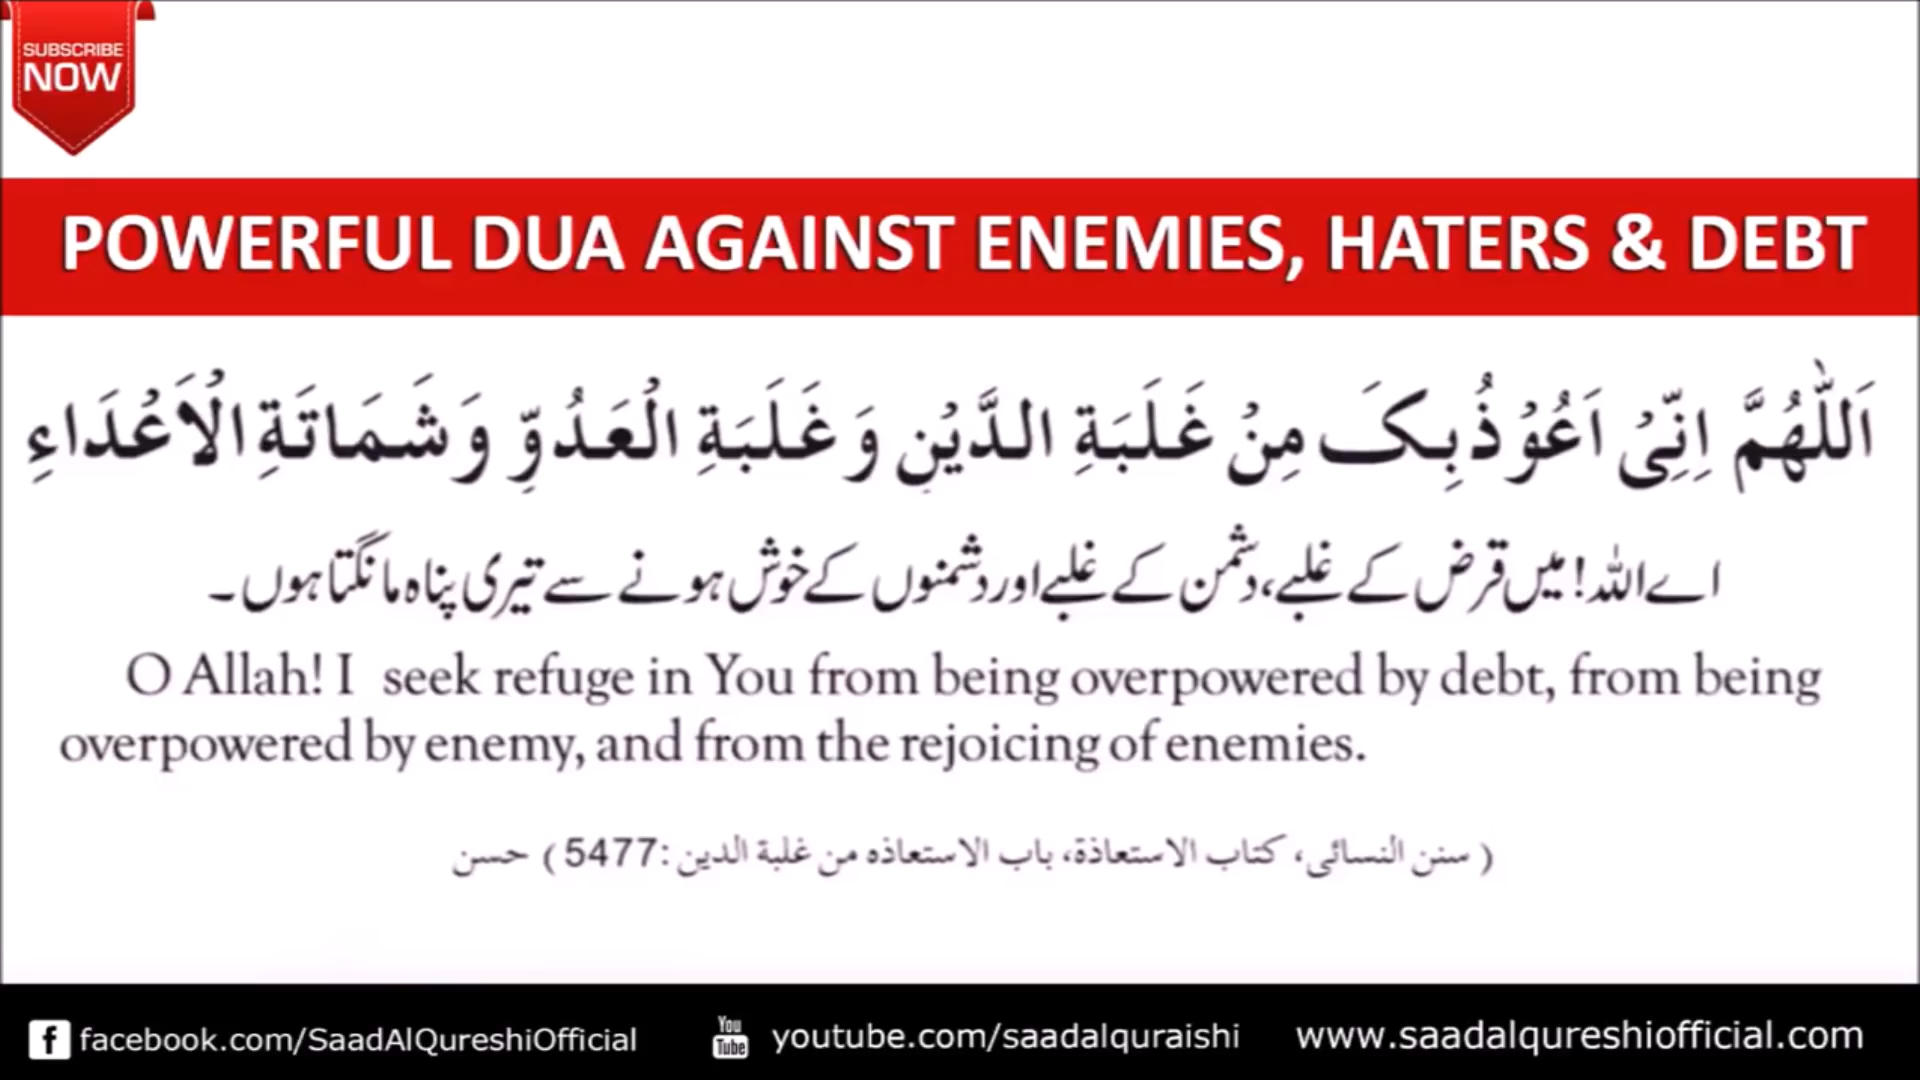 SUBSCRIBE
NOW
POWERFUL DUA AGAINST ENEMIES, HATERS & DEBT
اَللّٰهُمَّ اِنِّىْ اَعُوْذُبِکَ مِنْ غَلَبَةِ الدَّيْنِ وَ غَلَبَةِ الْعَدُوِّ وَ شَمَاتَةِ الْاَعْدَاءِ
اے اللہ! میں قرض کے غلبے، دشمن کے غلبے اور دشمنوں کے خوش ہونے سے تیری پناہ مانگتا ہوں۔
O Allah! I seek refuge in You from being overpowered by debt, from being
overpowered by enemy, and from the rejoicing of enemies.
( سنن النسائی، کتاب الاستعاذة، باب الاستعاذہ من غلبة الدین :5477 ) حسن
facebook.com/SaadAlQureshiOfficial
You Tube youtube.com/saadalquraishi
www.saadalqureshiofficial.com